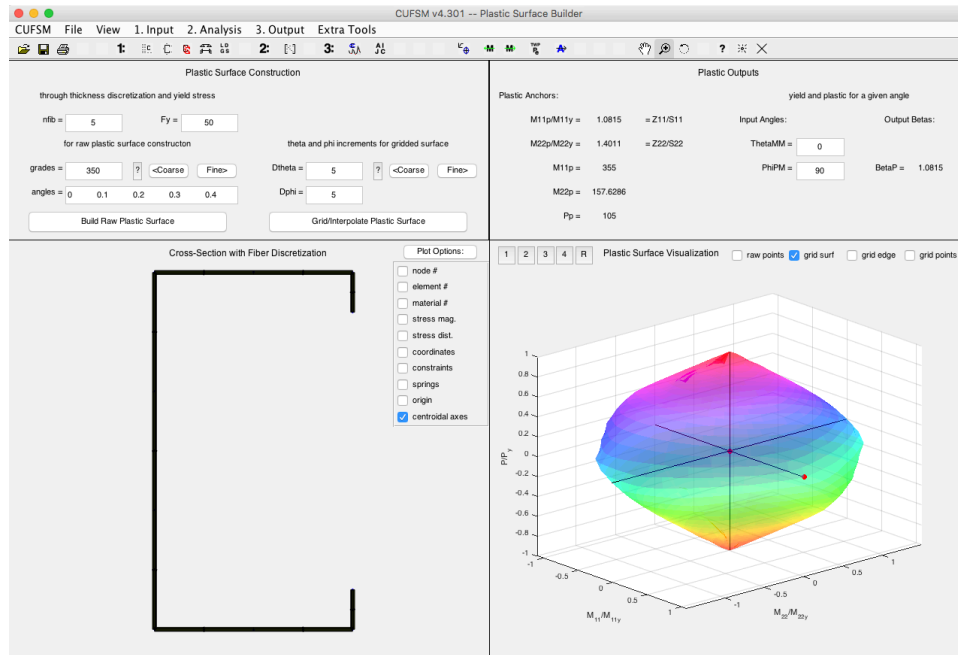 CUFSM v4.301 -- Plastic Surface Builder
CUFSM File View 1. Input 2. Analysis 3. Output Extra Tools
1: 2: 3: ?
Plastic Surface Construction
through thickness discretization and yield stress
nfib = 5 Fy = 50
for raw plastic surface constructon
theta and phi increments for gridded surface
grades = 350 ? <Coarse Fine>
Dtheta = 5 ? <Coarse Fine>
angles = 0 0.1 0.2 0.3 0.4
Dphi = 5
Build Raw Plastic Surface
Grid/Interpolate Plastic Surface
Plastic Outputs
Plastic Anchors:
yield and plastic for a given angle
M11p/M11y = 1.0815 = Z11/S11
Input Angles:
Output Betas:
M22p/M22y = 1.4011 = Z22/S22
ThetaMM = 0
M11p = 355
PhiPM = 90
BetaP = 1.0815
M22p = 157.6286
Pp = 105
Cross-Section with Fiber Discretization
Plot Options:
node #
element #
material #
stress mag.
stress dist.
coordinates
constraints
springs
origin
centroidal axes
1 2 3 4 R
Plastic Surface Visualization
raw points
grid surf
grid edge
grid points
1
0.8
0.6
0.4
0.2
0
-0.2
-0.4
-0.6
-0.8
-1
P/Py
-1
-0.5
0
0.5
1
M11/M11y
-1
-0.5
0
0.5
1
M22/M22y